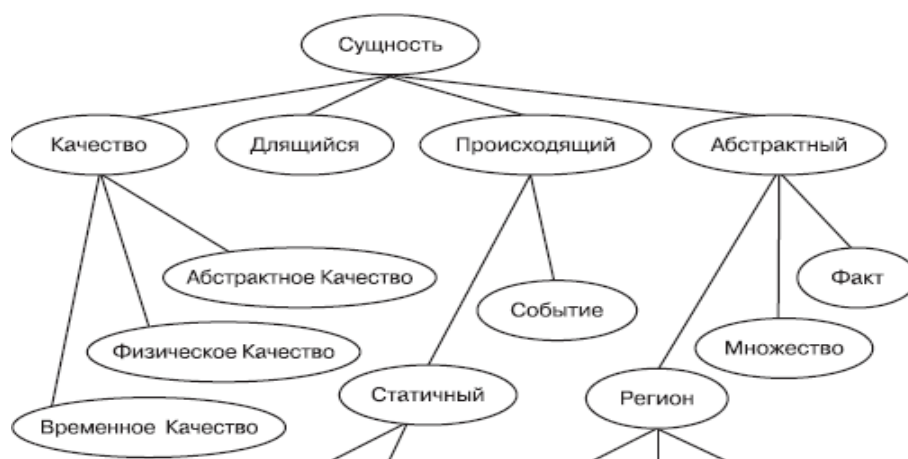 Сущность
Качество
Длящийся
Происходящий
Абстрактный
Абстрактное Качество
Факт
Событие
Физическое Качество
Множество
Статичный
Регион
Временное Качество